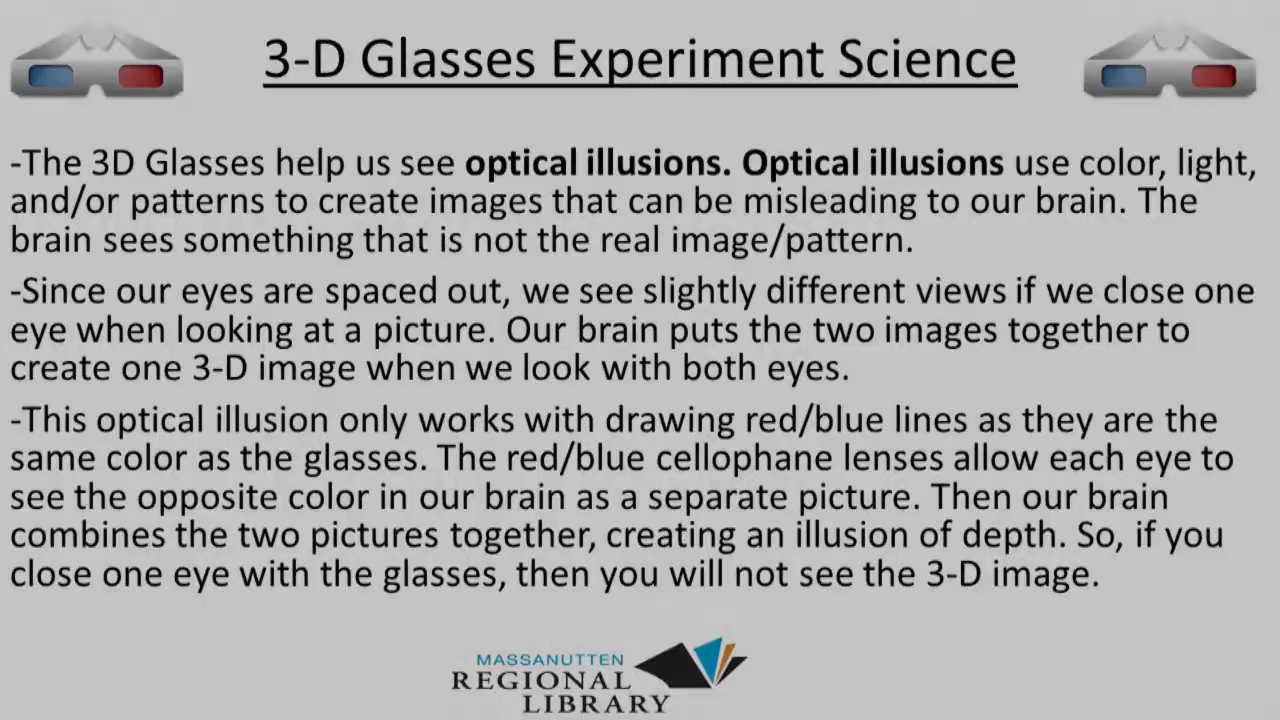 3-D Glasses Experiment Science
-The 3D Glasses help us see optical illusions. Optical illusions use color, light,
and/or patterns to create images that can be misleading to our brain. The
brain sees something that is not the real image/pattern.
-Since our eyes are spaced out, we see slightly different views if we close one
eye when looking at a picture. Our brain puts the two images together to
create one 3-D image when we look with both eyes.
-This optical illusion only works with drawing red/blue lines as they are the
same color as the glasses. The red/blue cellophane lenses allow each eye to
see the opposite color in our brain as a separate picture. Then our brain
combines the two pictures together, creating an illusion of depth. So, if you
close one eye with the glasses, then you will not see the 3-D image.
MASSANUTTEN
REGIONAL
LIBRARY